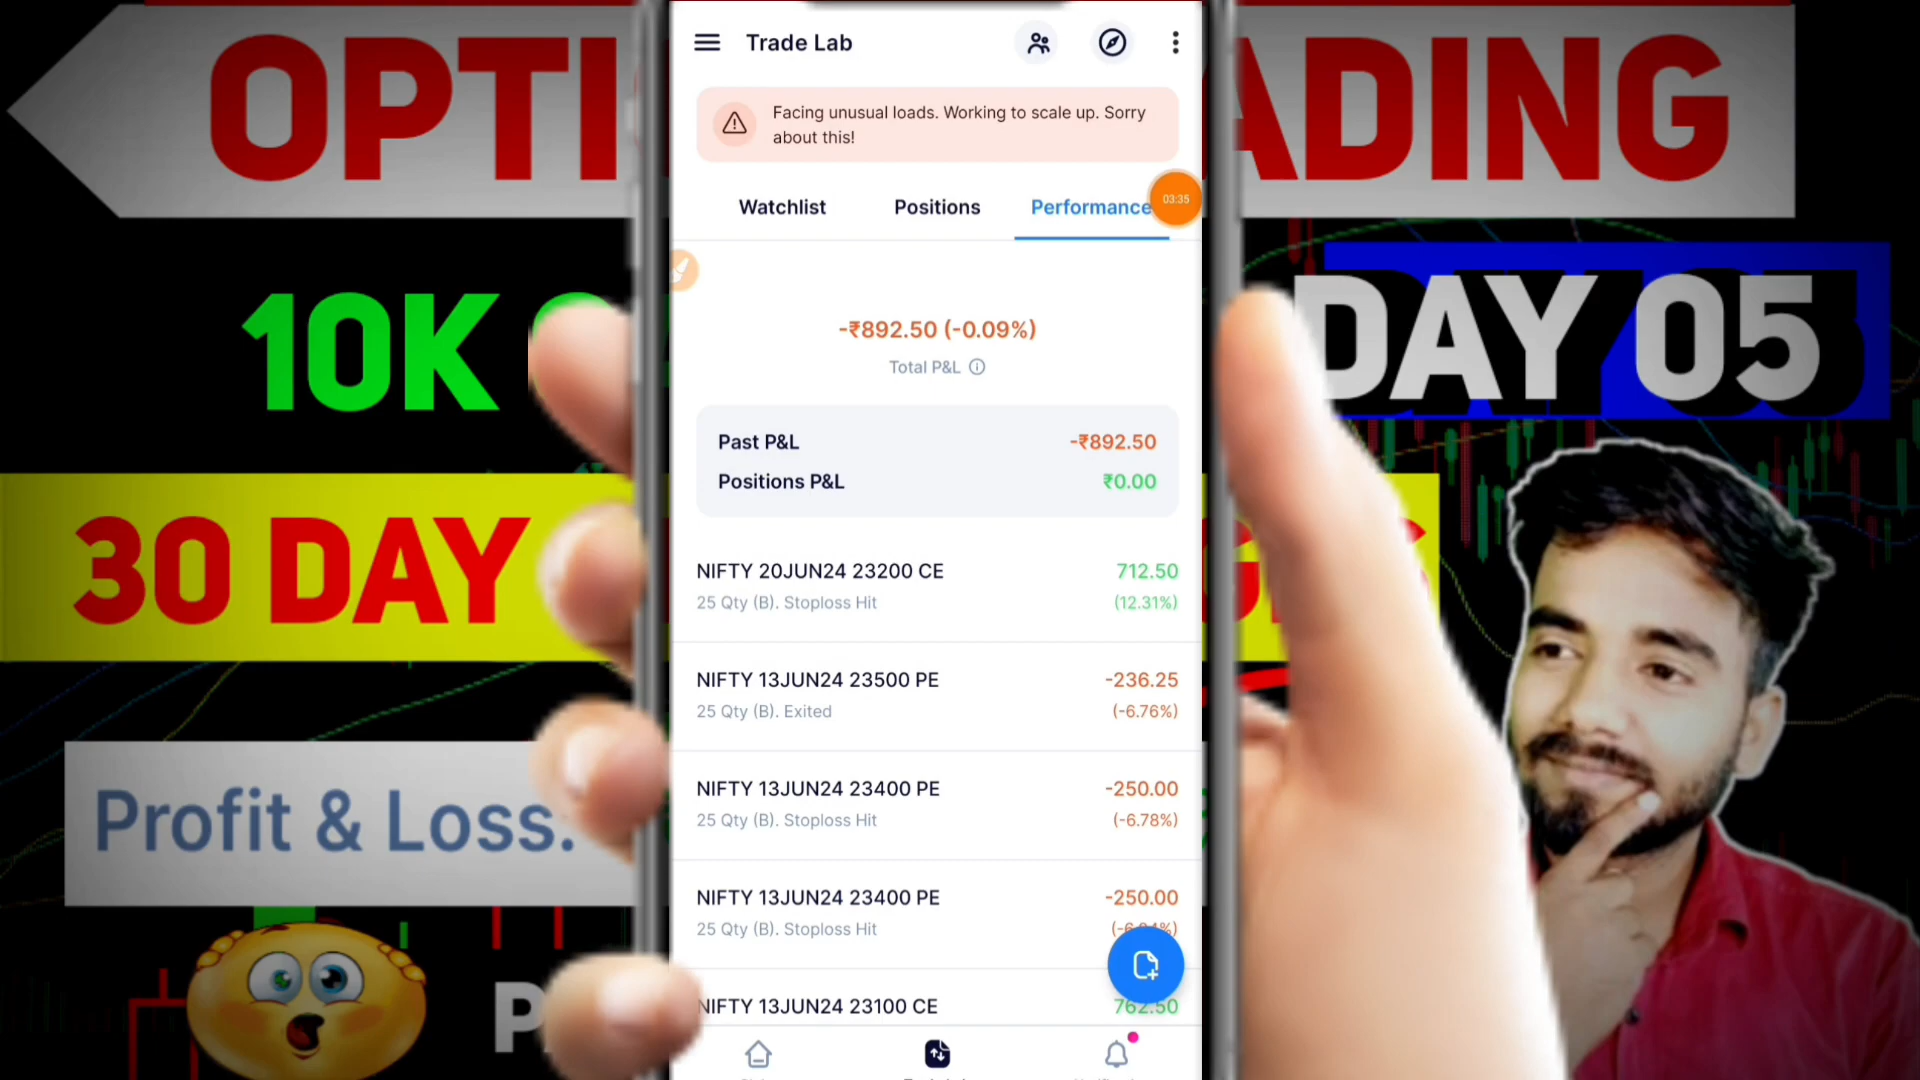 OPTI
ADING
Trade Lab
Facing unusual loads. Working to scale up. Sorry
about this!
Watchlist
Positions
Performance
03:35
10K
DAY 05
-₹892.50 (-0.09%)
Total P&L
Past P&L
-₹892.50
Positions P&L
₹0.00
30 DAY
NIFTY 20JUN24 23200 CE
712.50
25 Qty (B). Stoploss Hit
(12.31%)
NIFTY 13JUN24 23500 PE
-236.25
25 Qty (B). Exited
(-6.76%)
Profit & Loss:
NIFTY 13JUN24 23400 PE
-250.00
25 Qty (B). Stoploss Hit
(-6.78%)
NIFTY 13JUN24 23400 PE
-250.00
25 Qty (B). Stoploss Hit
NIFTY 13JUN24 23100 CE
762.50
P